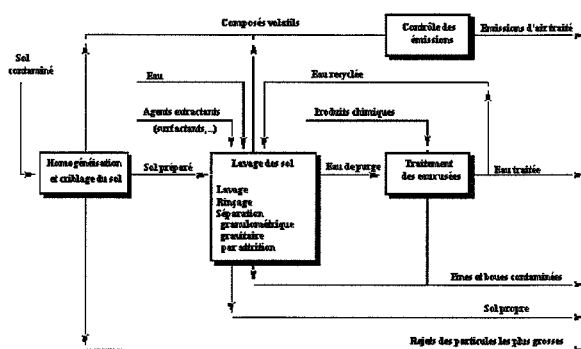 Composés volatils
Contrôle des
émissions
Emissions d'air traité
Sol
contaminé
Eau
Eau recyclée
Agents extractants
(surfactants,..)
Produits chimiques
Homogénéisation
et criblage du sol
Sol préparé
Lavage des sol
Lavage
Rinçage
Séparation
granulométrique
gravitaire
par attrition
Eau de purge
Traitement
des eaux usées
Eau traitée
Fines et boues contaminées
Sol propre
Rejets des particules les plus grosses